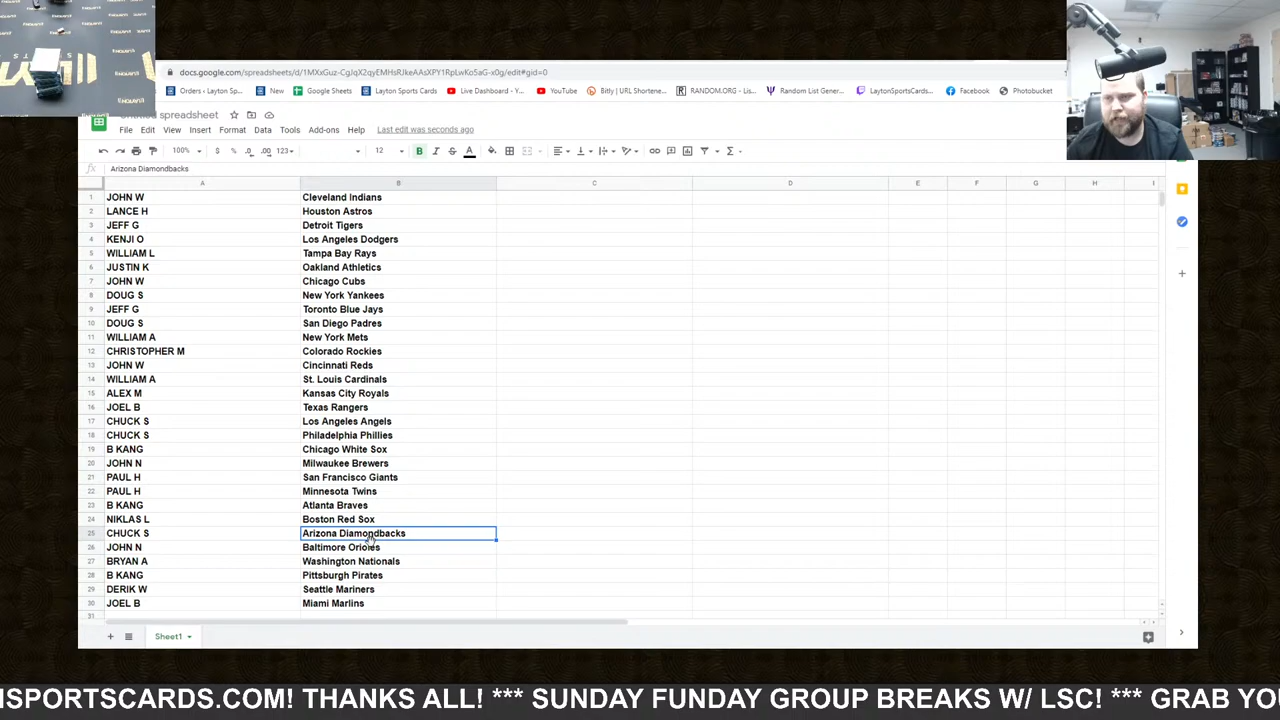 docs.google.com/spreadsheets/d/1MXxGuz-CgJqX2qyEMHsRJkeAAsXPY1RpLwKo5aG-x0g/edit#gid=0
Orders < Layton Sp... New Google Sheets Layton Sports Cards Live Dashboard - Y... YouTube Bitly | URL Shortene... RANDOM.ORG - Lis... Random List Gener... LaytonSportsCards... Facebook Photobucket
spreadsheet
File Edit View Insert Format Data Tools Add-ons Help Last edit was seconds ago
100% $ % .0 .00 123 12 B I S A
fx Arizona Diamondbacks
A B C D E F G H I
1 JOHN W Cleveland Indians
2 LANCE H Houston Astros
3 JEFF G Detroit Tigers
4 KENJI O Los Angeles Dodgers
5 WILLIAM L Tampa Bay Rays
6 JUSTIN K Oakland Athletics
7 JOHN W Chicago Cubs
8 DOUG S New York Yankees
9 JEFF G Toronto Blue Jays
10 DOUG S San Diego Padres
11 WILLIAM A New York Mets
12 CHRISTOPHER M Colorado Rockies
13 JOHN W Cincinnati Reds
14 WILLIAM A St. Louis Cardinals
15 ALEX M Kansas City Royals
16 JOEL B Texas Rangers
17 CHUCK S Los Angeles Angels
18 CHUCK S Philadelphia Phillies
19 B KANG Chicago White Sox
20 JOHN N Milwaukee Brewers
21 PAUL H San Francisco Giants
22 PAUL H Minnesota Twins
23 B KANG Atlanta Braves
24 NIKLAS L Boston Red Sox
25 CHUCK S Arizona Diamondbacks
26 JOHN N Baltimore Orioles
27 BRYAN A Washington Nationals
28 B KANG Pittsburgh Pirates
29 DERIK W Seattle Mariners
30 JOEL B Miami Marlins
31
Sheet1
NSPORTSCARDS.COM! THANKS ALL! *** SUNDAY FUNDAY GROUP BREAKS W/ LSC! *** GRAB YO